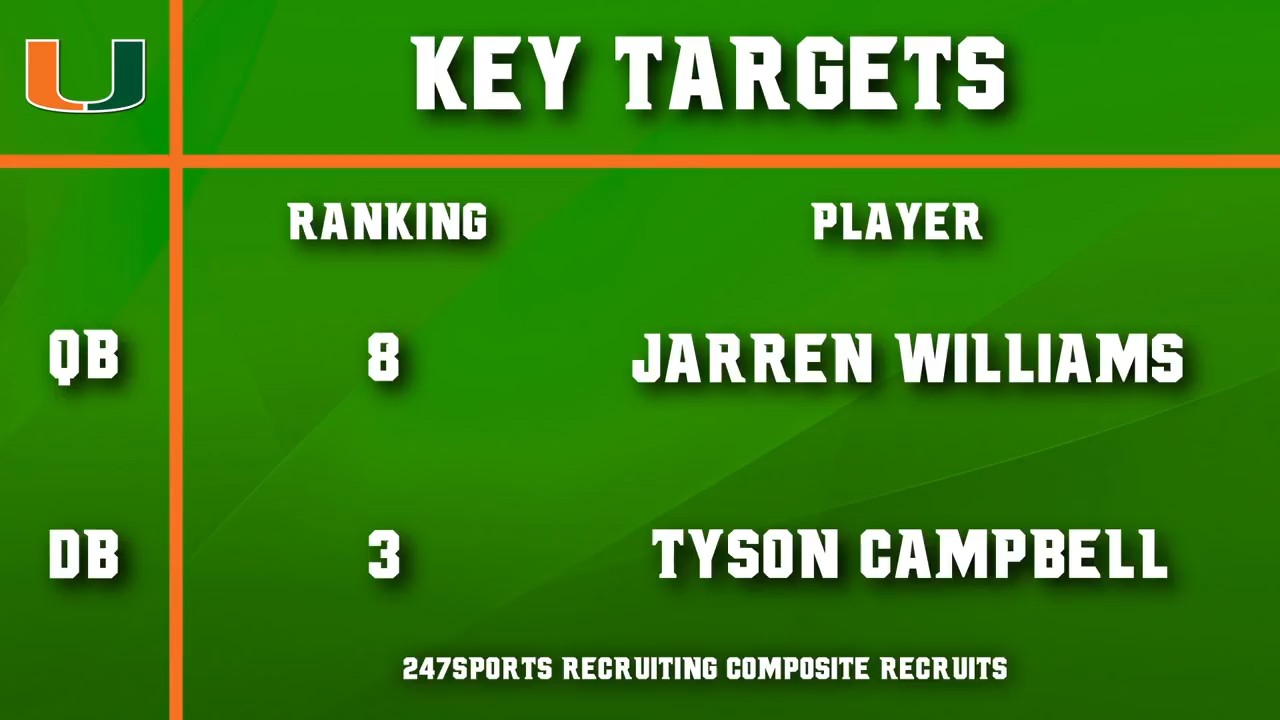 U
KEY TARGETS
RANKING PLAYER
QB 8 JARREN WILLIAMS
DB 3 TYSON CAMPBELL
247SPORTS RECRUITING COMPOSITE RECRUITS